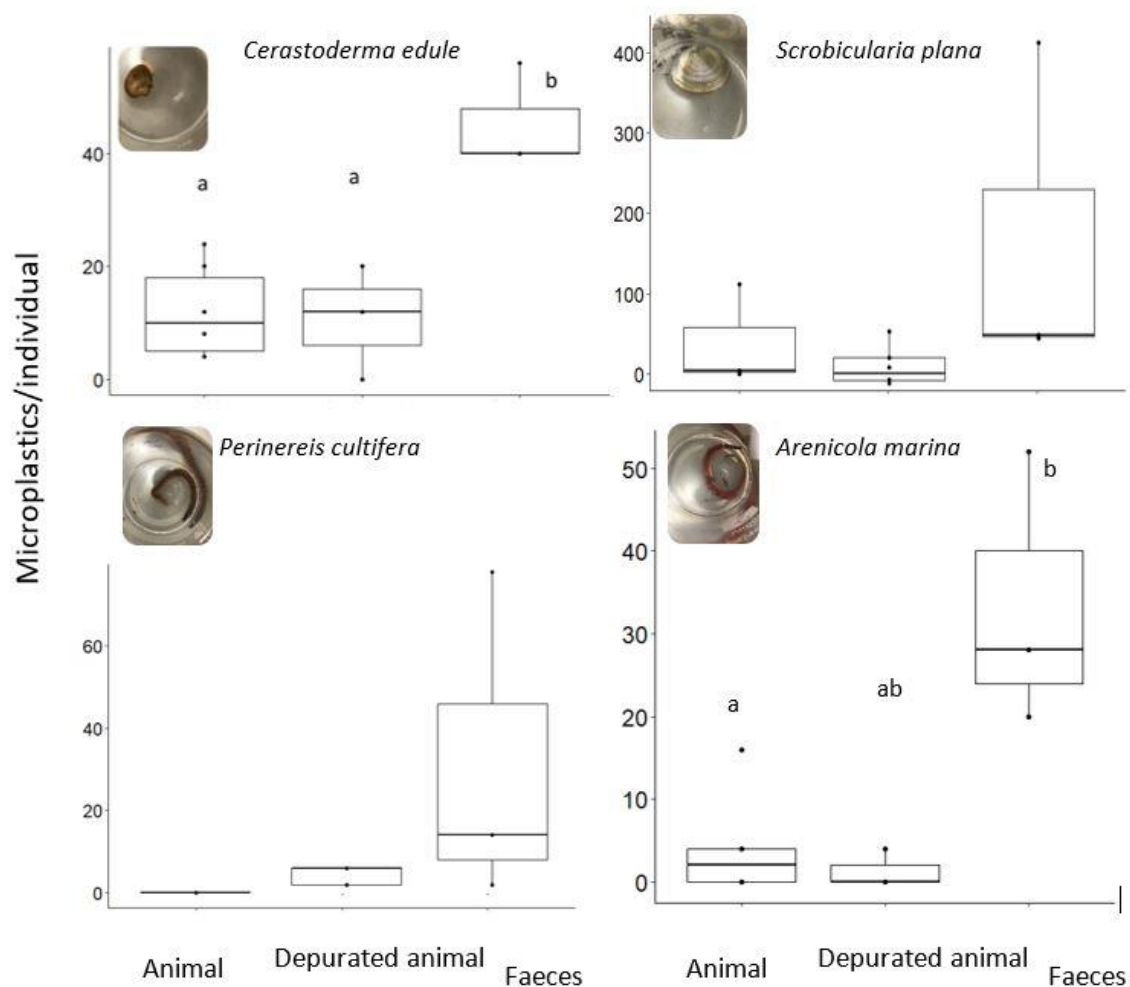 Cerastoderma edule
Scrobicularia plana
Microplastics/individual
40
20
0
a
a
b
400
300
200
100
0
Perinereis cultifera
Arenicola marina
60
40
20
0
50
40
30
20
10
0
a
ab
b
Animal
Depurated animal
Faeces
Animal
Depurated animal
Faeces